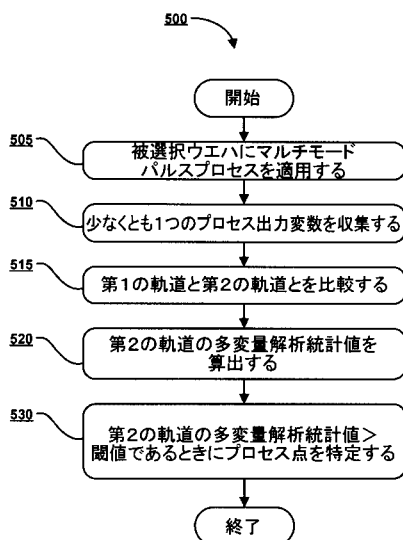 500
開始
505
被選択ウエハにマルチモード
パルスプロセスを適用する
510
少なくとも1つのプロセス出力変数を収集する
515
第1の軌道と第2の軌道とを比較する
520
第2の軌道の多変量解析統計値を
算出する
530
第2の軌道の多変量解析統計値>
閾値であるときにプロセス点を特定する
終了